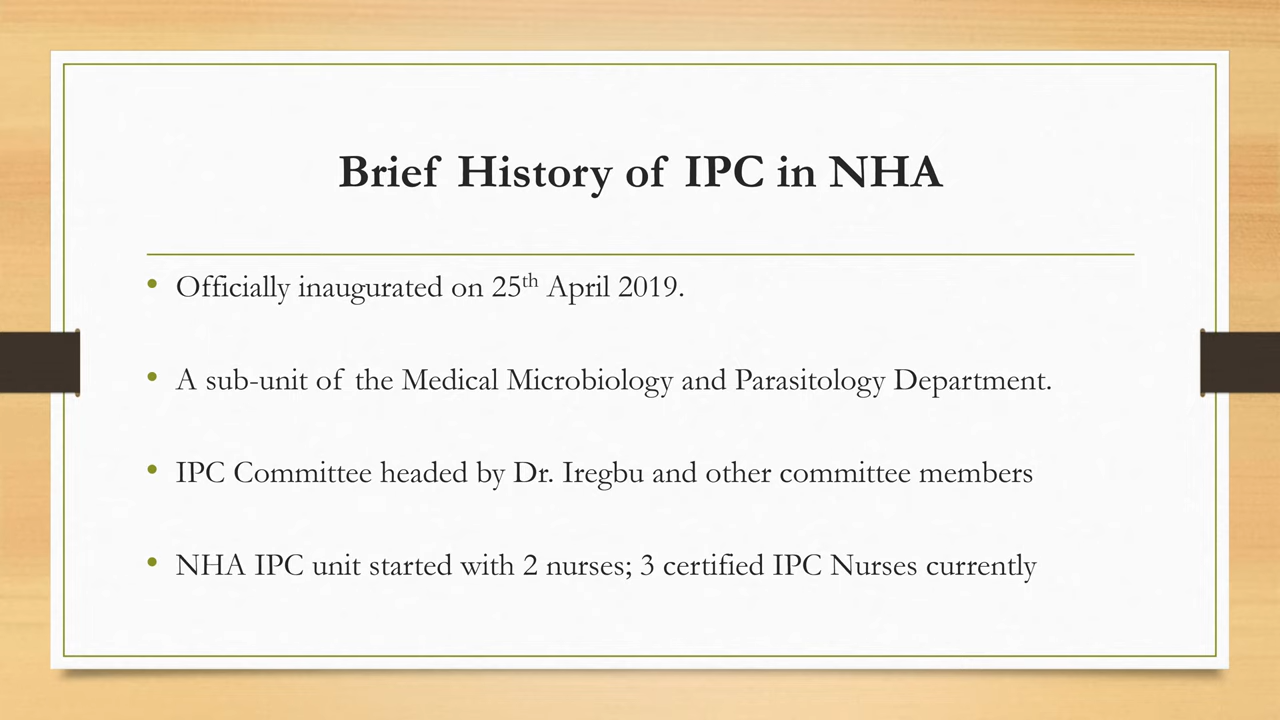 Brief History of IPC in NHA
• Officially inaugurated on 25th April 2019.
• A sub-unit of the Medical Microbiology and Parasitology Department.
• IPC Committee headed by Dr. Iregbu and other committee members
• NHA IPC unit started with 2 nurses; 3 certified IPC Nurses currently